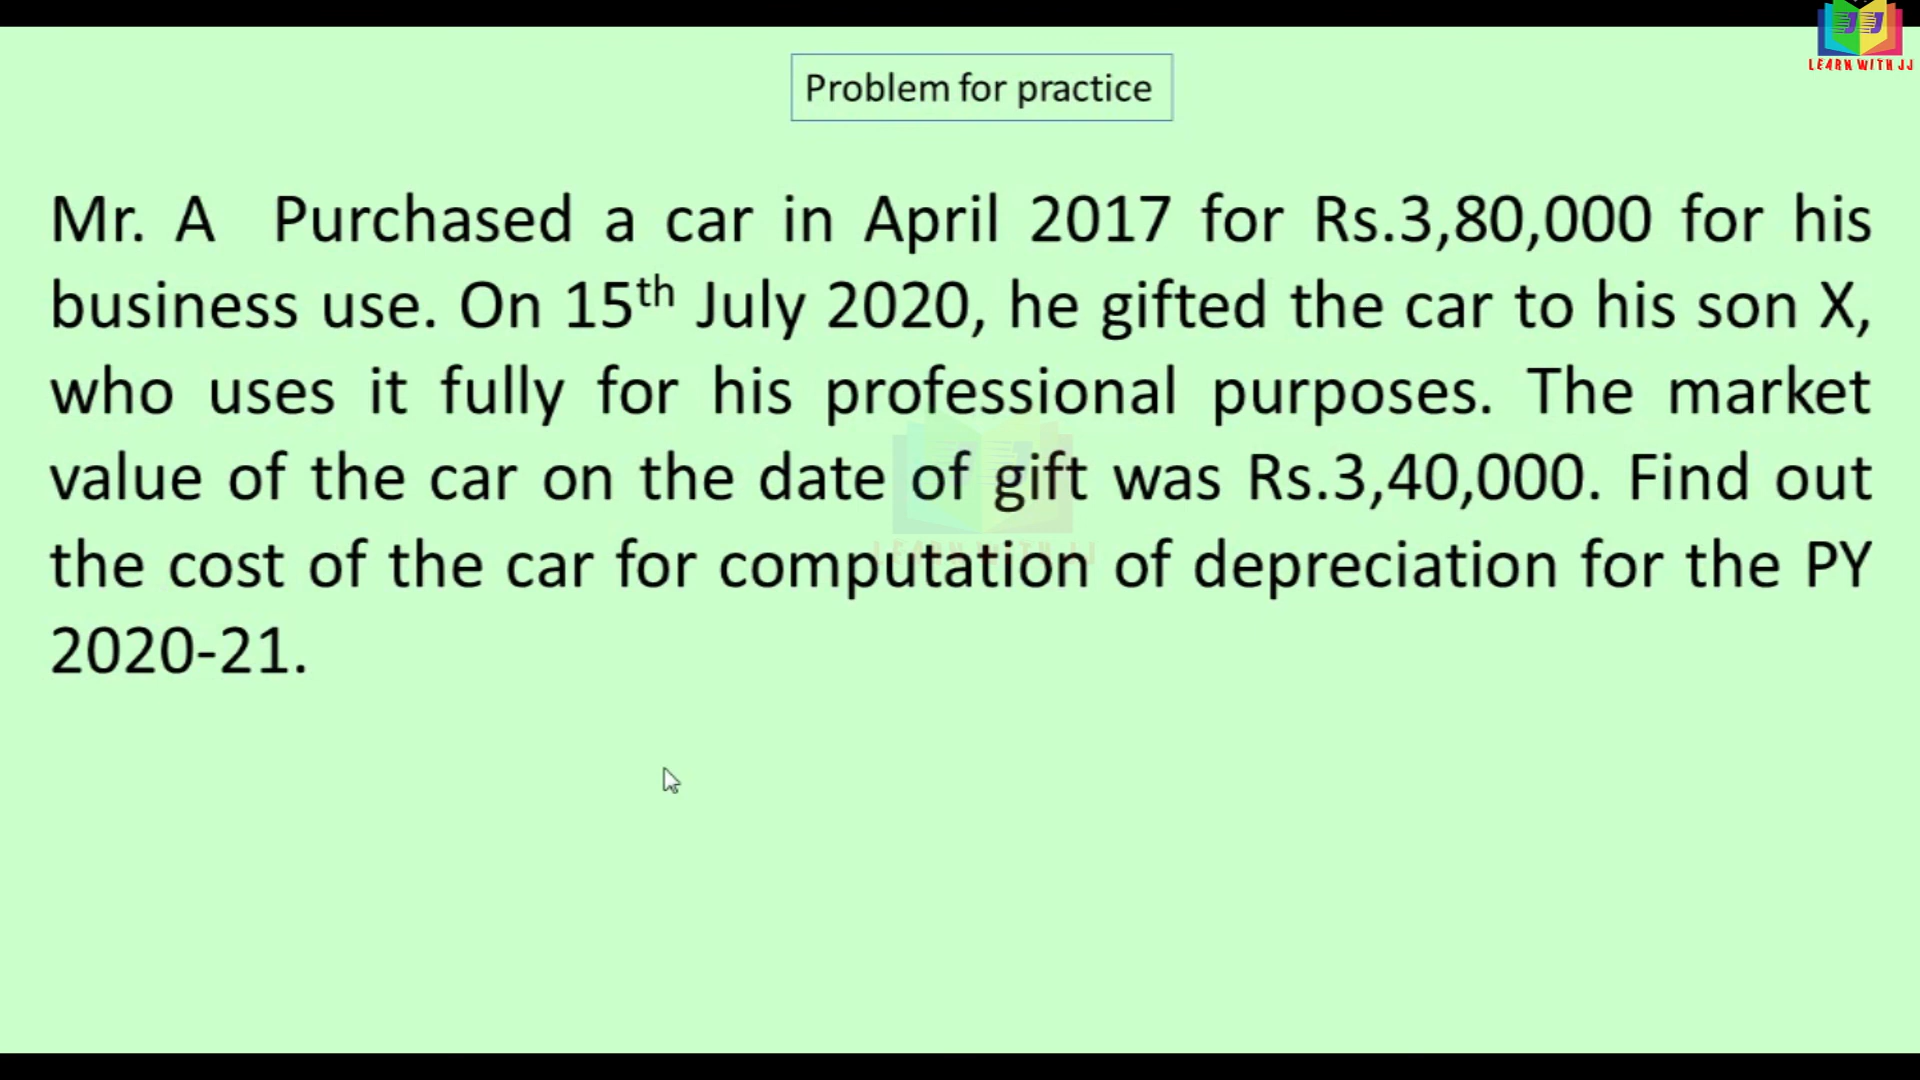 LEARN WITH JJ
Problem for practice
Mr. A Purchased a car in April 2017 for Rs.3,80,000 for his
business use. On 15th July 2020, he gifted the car to his son X,
who uses it fully for his professional purposes. The market
value of the car on the date of gift was Rs.3,40,000. Find out
the cost of the car for computation of depreciation for the PY
2020-21.
LEARN WITH JJ